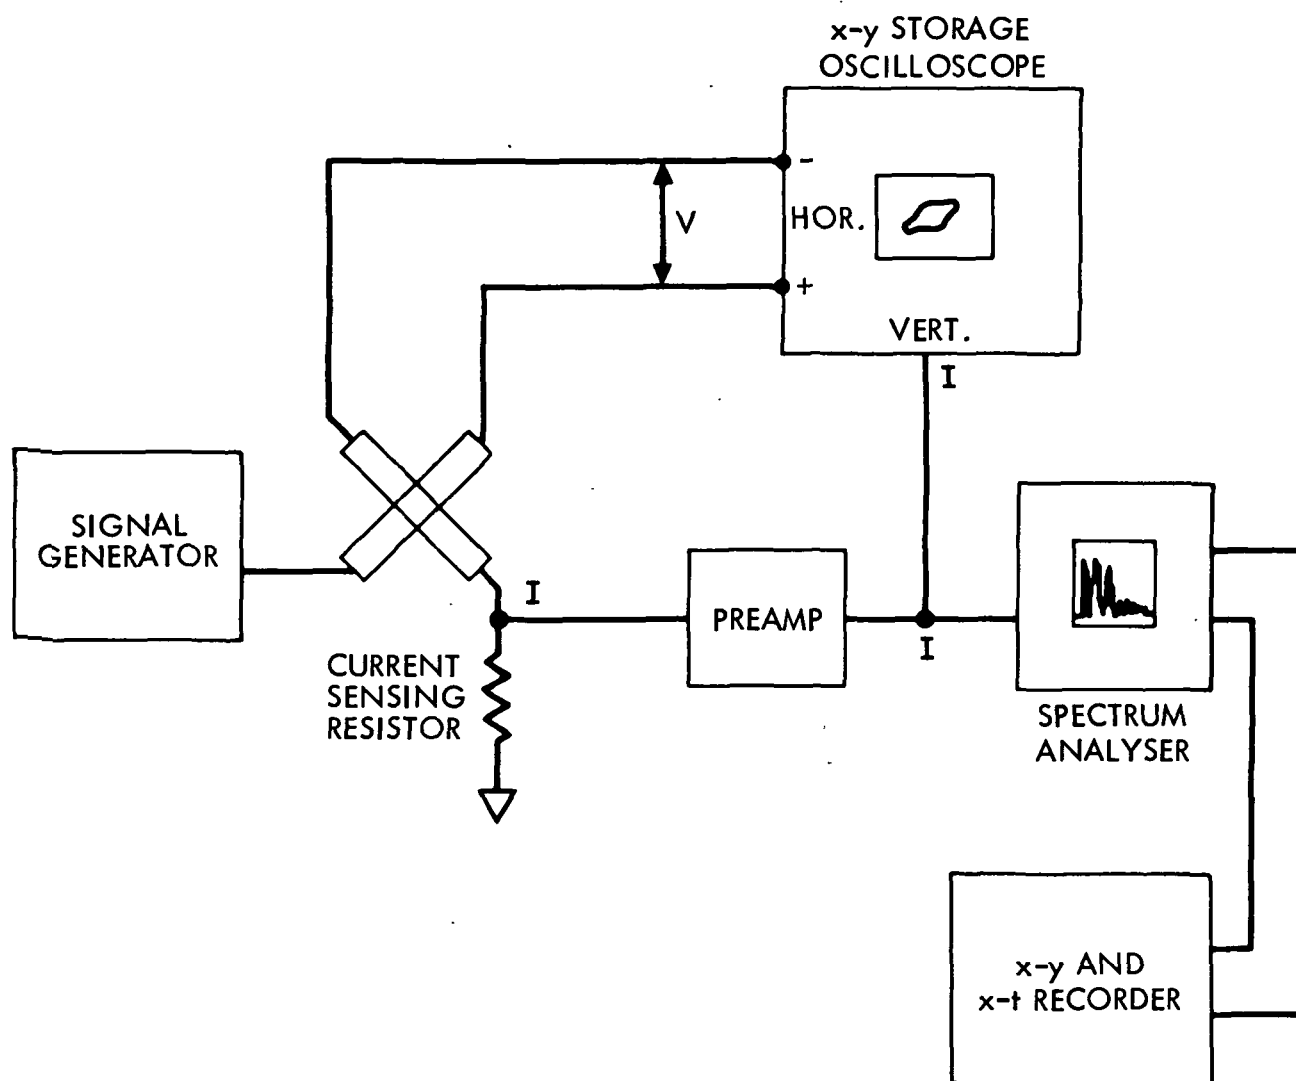 x-y STORAGE
OSCILLOSCOPE
-
HOR.
V
+
VERT.
I
SIGNAL
GENERATOR
I
PREAMP
I
CURRENT
SENSING
RESISTOR
SPECTRUM
ANALYSER
x-y AND
x-t RECORDER